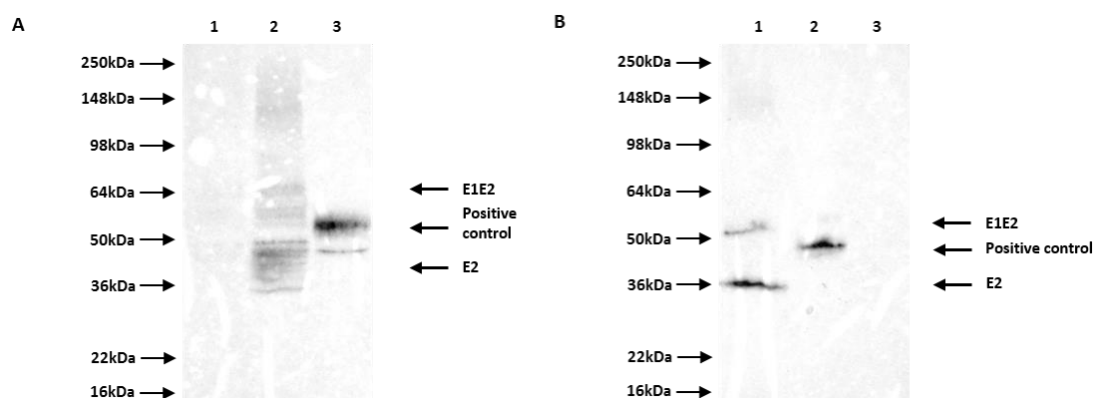 A
1 2 3
250kDa
148kDa
98kDa
64kDa
50kDa
36kDa
22kDa
16kDa
E1E2
Positive
control
E2
B
1 2 3
250kDa
148kDa
98kDa
64kDa
50kDa
36kDa
22kDa
16kDa
E1E2
Positive control
E2